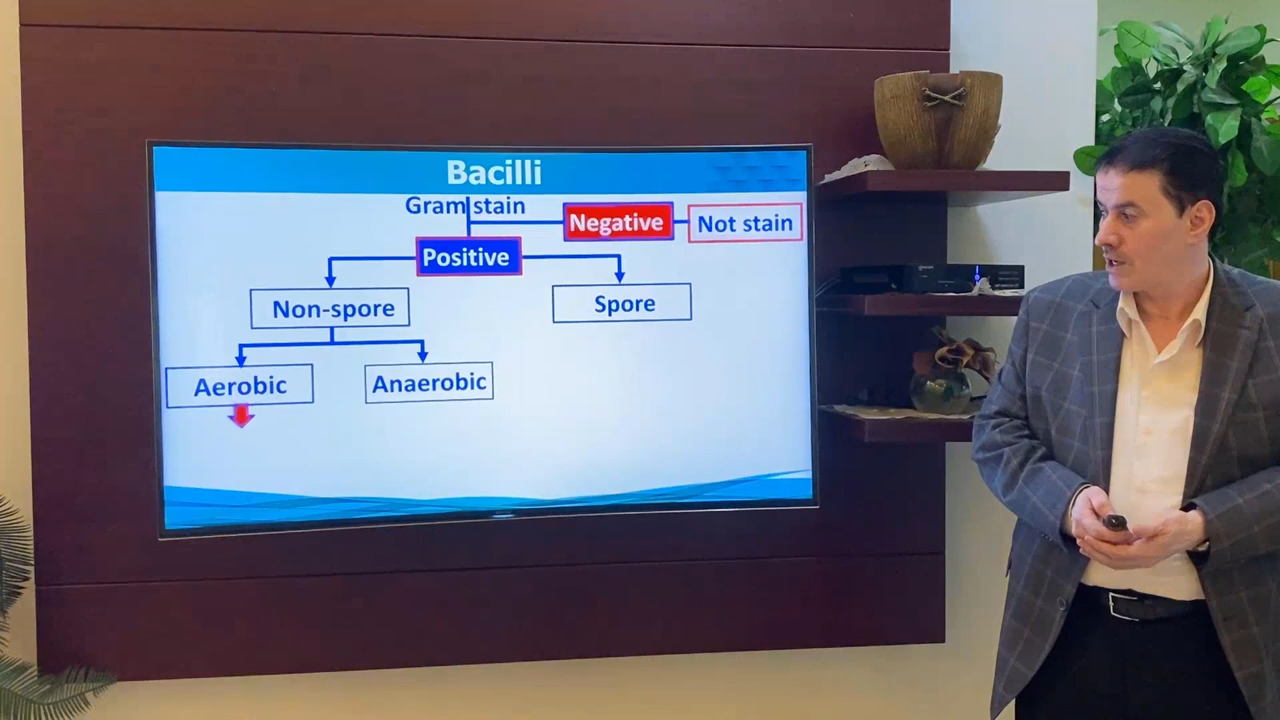 Bacilli
Gram stain
Negative
Not stain
Positive
Non-spore
Spore
Aerobic
Anaerobic